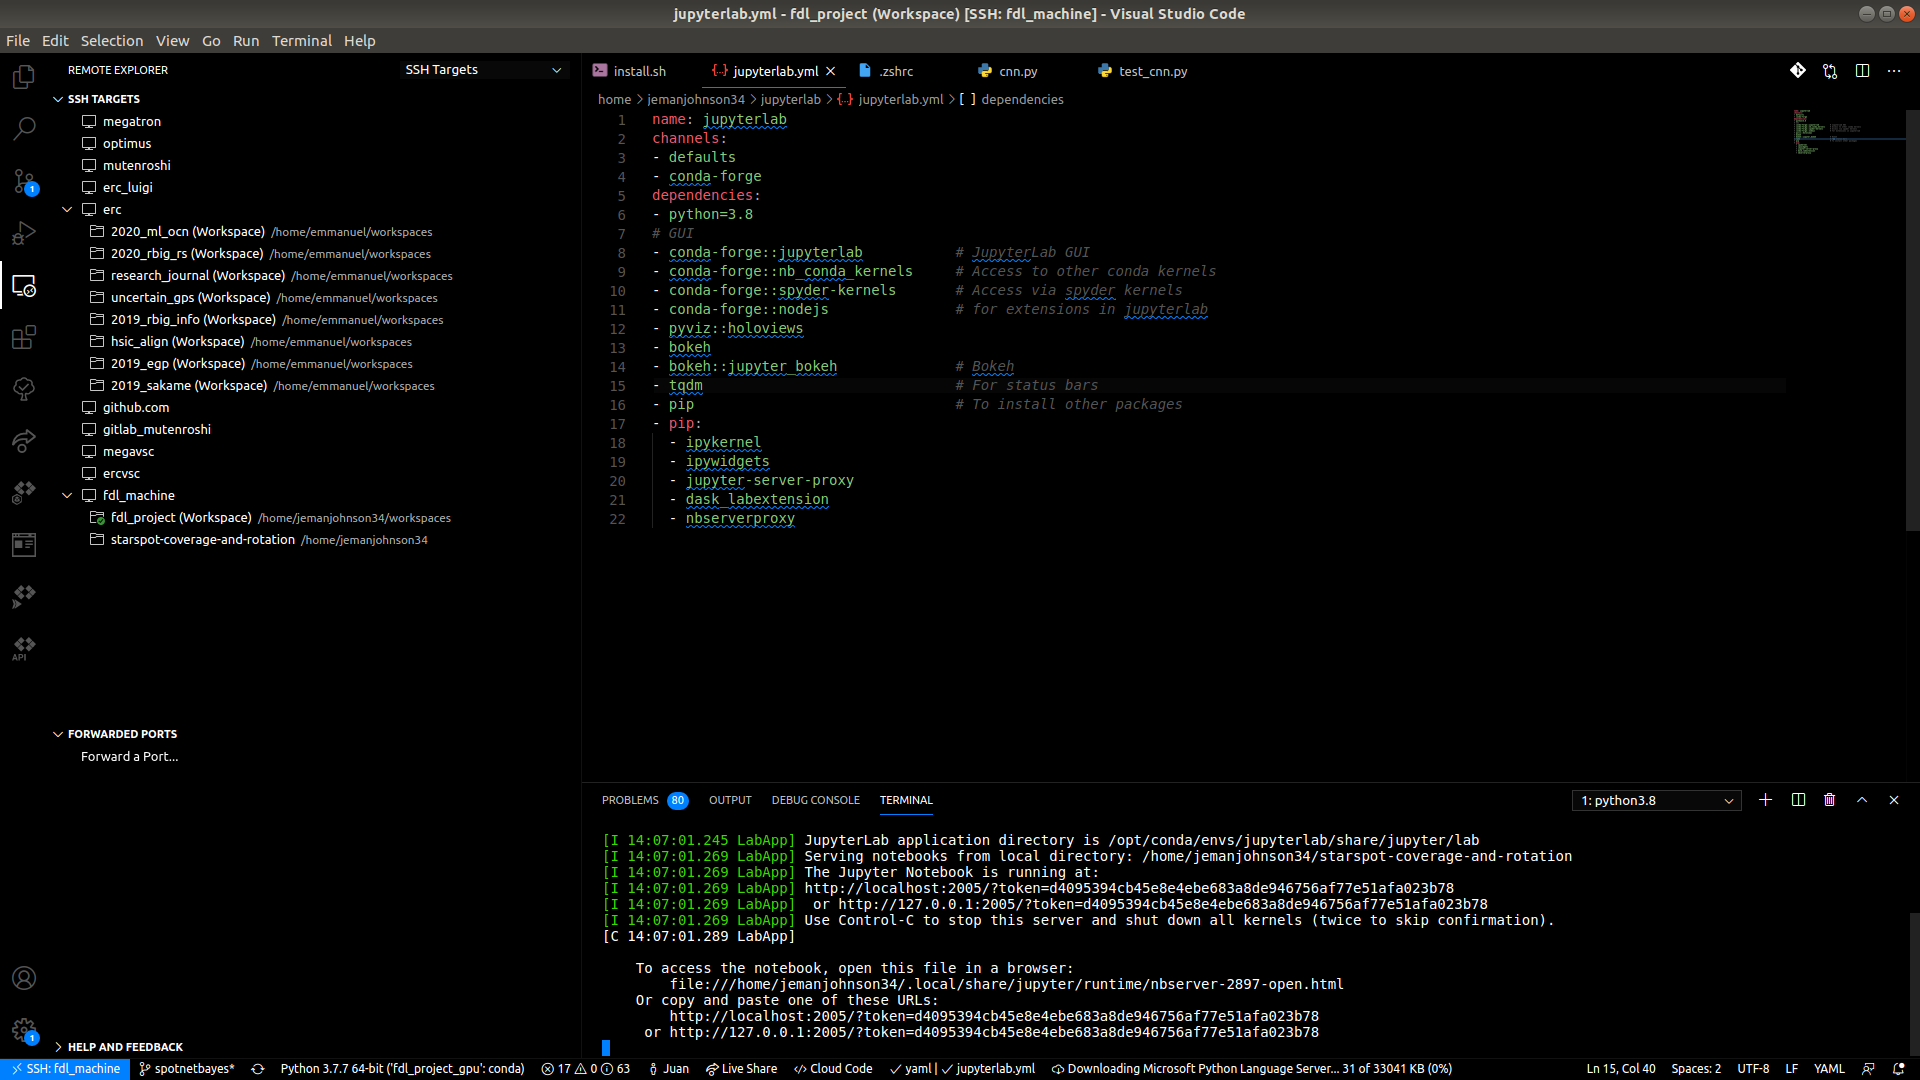 jupyterlab.yml - fdl_project (Workspace) [SSH: fdl_machine] - Visual Studio Code
File Edit Selection View Go Run Terminal Help
REMOTE EXPLORER
SSH Targets
SSH TARGETS
megatron
optimus
mutenroshi
erc_luigi
erc
2020_ml_ocn (Workspace) /home/emmanuel/workspaces
2020_rbig_rs (Workspace) /home/emmanuel/workspaces
research_journal (Workspace) /home/emmanuel/workspaces
uncertain_gps (Workspace) /home/emmanuel/workspaces
2019_rbig_info (Workspace) /home/emmanuel/workspaces
hsic_align (Workspace) /home/emmanuel/workspaces
2019_egp (Workspace) /home/emmanuel/workspaces
2019_sakame (Workspace) /home/emmanuel/workspaces
github.com
gitlab_mutenroshi
megavsc
ercvsc
fdl_machine
fdl_project (Workspace) /home/jemanjohnson34/workspaces
starspot-coverage-and-rotation /home/jemanjohnson34
FORWARDED PORTS
Forward a Port...
HELP AND FEEDBACK
1
API
1
install.sh
jupyterlab.yml
.zshrc
cnn.py
test_cnn.py
home > jemanjohnson34 > jupyterlab > {··} jupyterlab.yml > [ ] dependencies
1 name: jupyterlab
2 channels:
3 - defaults
4 - conda-forge
5 dependencies:
6 - python=3.8
7 # GUI
8 - conda-forge::jupyterlab # JupyterLab GUI
9 - conda-forge::nb_conda_kernels # Access to other conda kernels
10 - conda-forge::spyder-kernels # Access via spyder kernels
11 - conda-forge::nodejs # for extensions in jupyterlab
12 - pyviz::holoviews
13 - bokeh
14 - bokeh::jupyter_bokeh # Bokeh
15 - tqdm # For status bars
16 - pip # To install other packages
17 - pip:
18 - ipykernel
19 - ipywidgets
20 - jupyter-server-proxy
21 - dask_labextension
22 - nbserverproxy
PROBLEMS 80 OUTPUT DEBUG CONSOLE TERMINAL
1: python3.8
[I 14:07:01.245 LabApp] JupyterLab application directory is /opt/conda/envs/jupyterlab/share/jupyter/lab
[I 14:07:01.269 LabApp] Serving notebooks from local directory: /home/jemanjohnson34/starspot-coverage-and-rotation
[I 14:07:01.269 LabApp] The Jupyter Notebook is running at:
[I 14:07:01.269 LabApp] http://localhost:2005/?token=d4095394cb45e8e4ebe683a8de946756af77e51afa023b78
[I 14:07:01.269 LabApp]  or http://127.0.0.1:2005/?token=d4095394cb45e8e4ebe683a8de946756af77e51afa023b78
[I 14:07:01.269 LabApp] Use Control-C to stop this server and shut down all kernels (twice to skip confirmation).
[C 14:07:01.289 LabApp]
To access the notebook, open this file in a browser:
file:///home/jemanjohnson34/.local/share/jupyter/runtime/nbserver-2897-open.html
Or copy and paste one of these URLs:
http://localhost:2005/?token=d4095394cb45e8e4ebe683a8de946756af77e51afa023b78
or http://127.0.0.1:2005/?token=d4095394cb45e8e4ebe683a8de946756af77e51afa023b78
SSH: fdl_machine spotnetbayes* Python 3.7.7 64-bit ('fdl_project_gpu': conda) 17 0 63 Juan Live Share Cloud Code yaml | jupyterlab.yml Downloading Microsoft Python Language Server... 31 of 33041 KB (0%) Ln 15, Col 40 Spaces: 2 UTF-8 LF YAML